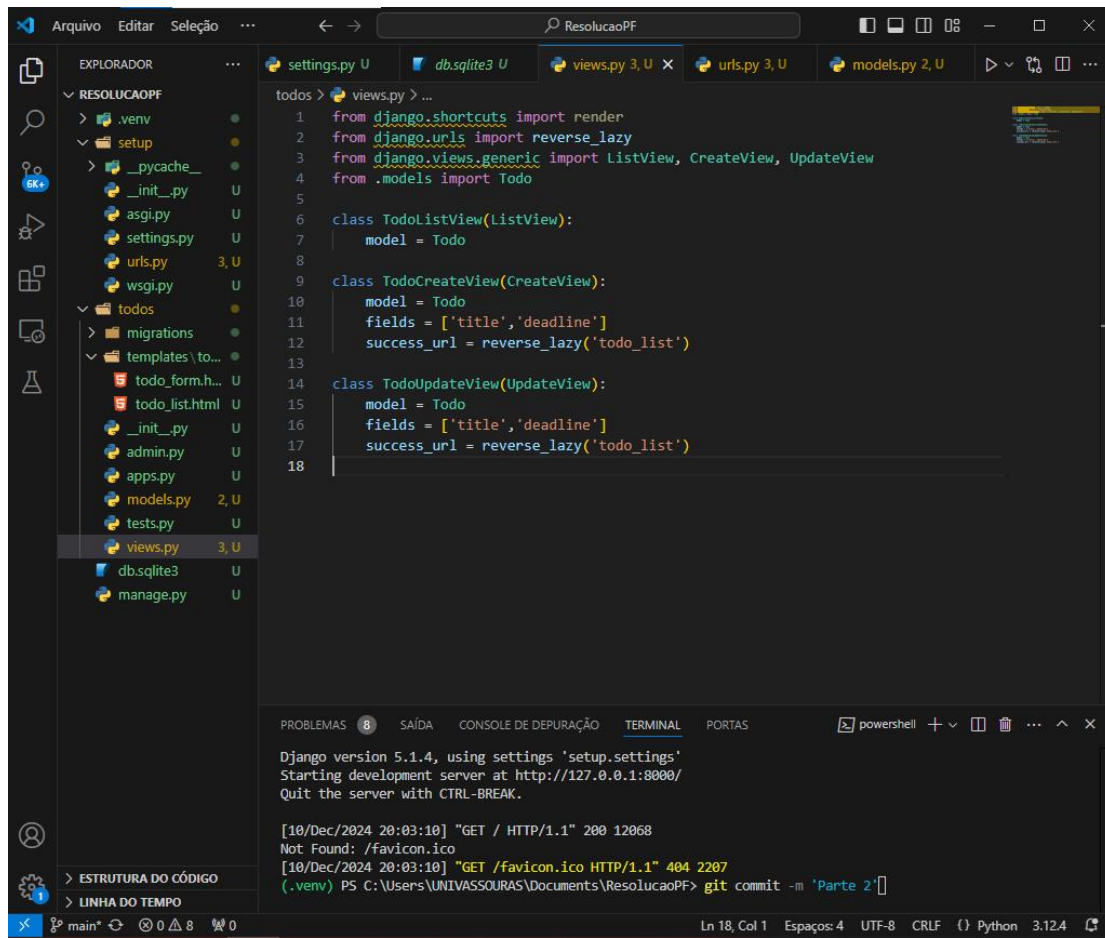 Arquivo Editar Seleção ··· ResolucaoPF
EXPLORADOR ···
settings.py U db.sqlite3 U views.py 3, U urls.py 3, U models.py 2, U ···
RESOLUCAOPF
.venv
setup
__pycache__
__init__.py U
asgi.py U
settings.py U
urls.py 3, U
wsgi.py U
todos
migrations
templates\to...
todo_form.h... U
todo_list.html U
__init__.py U
admin.py U
apps.py U
models.py 2, U
tests.py U
views.py 3, U
db.sqlite3 U
manage.py U
ESTRUTURA DO CÓDIGO
LINHA DO TEMPO
6K+
1
todos > views.py > ...
1 from django.shortcuts import render
2 from django.urls import reverse_lazy
3 from django.views.generic import ListView, CreateView, UpdateView
4 from .models import Todo
5
6 class TodoListView(ListView):
7 model = Todo
8
9 class TodoCreateView(CreateView):
10 model = Todo
11 fields = ['title','deadline']
12 success_url = reverse_lazy('todo_list')
13
14 class TodoUpdateView(UpdateView):
15 model = Todo
16 fields = ['title','deadline']
17 success_url = reverse_lazy('todo_list')
18
PROBLEMAS 8 SAÍDA CONSOLE DE DEPURAÇÃO TERMINAL PORTAS powershell ···
Django version 5.1.4, using settings 'setup.settings'
Starting development server at http://127.0.0.1:8000/
Quit the server with CTRL-BREAK.
[10/Dec/2024 20:03:10] "GET / HTTP/1.1" 200 12068
Not Found: /favicon.ico
[10/Dec/2024 20:03:10] "GET /favicon.ico HTTP/1.1" 404 2207
(.venv) PS C:\Users\UNIVASSOURAS\Documents\ResolucaoPF> git commit -m 'Parte 2'
main* 0 8 0 Ln 18, Col 1 Espaços: 4 UTF-8 CRLF {} Python 3.12.4